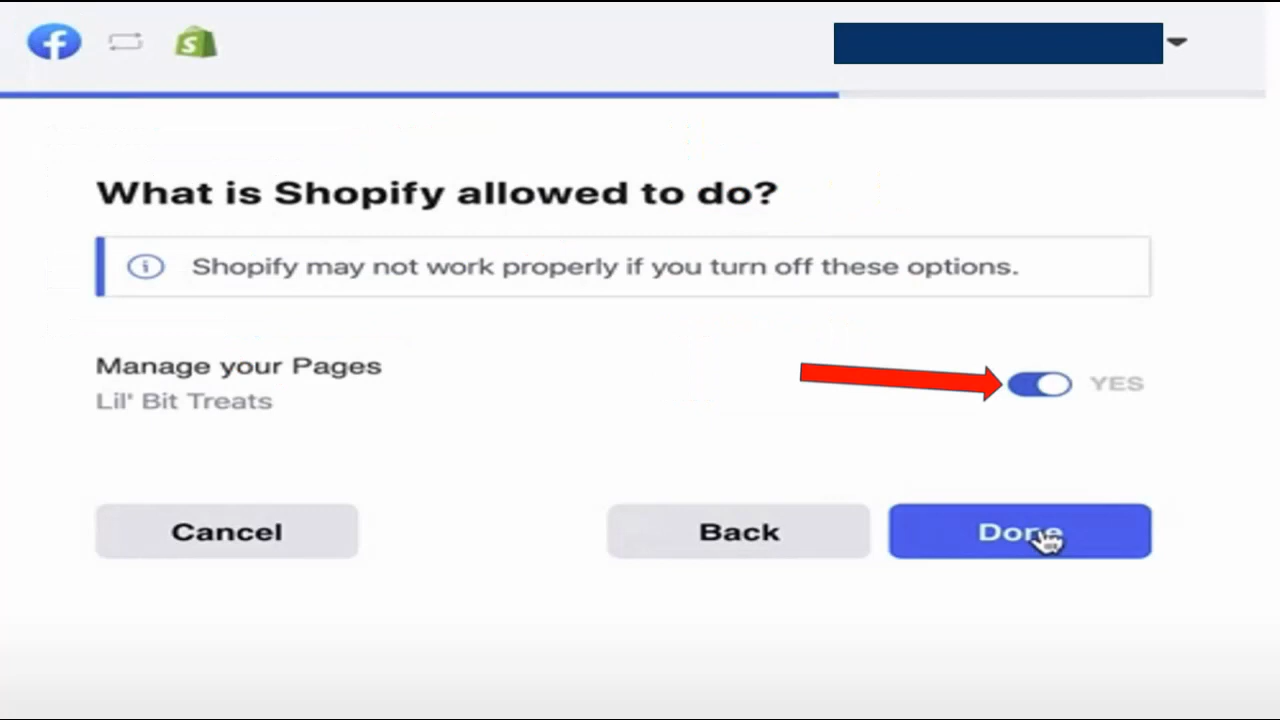 What is Shopify allowed to do?
Shopify may not work properly if you turn off these options.
Manage your Pages
YES
Lil' Bit Treats
Cancel
Back
Done